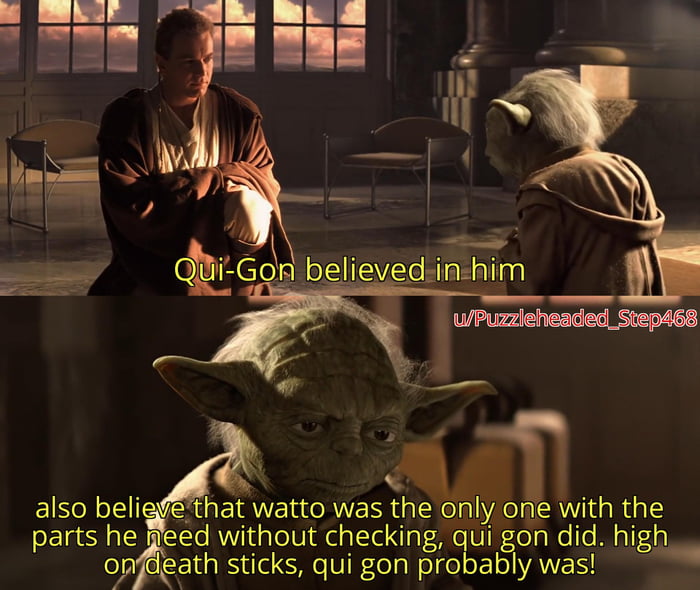 Qui-Gon believed in him
u/Puzzleheaded_Step468
also believe that watto was the only one with the
parts he need without checking, qui gon did. high
on death sticks, qui gon probably was!